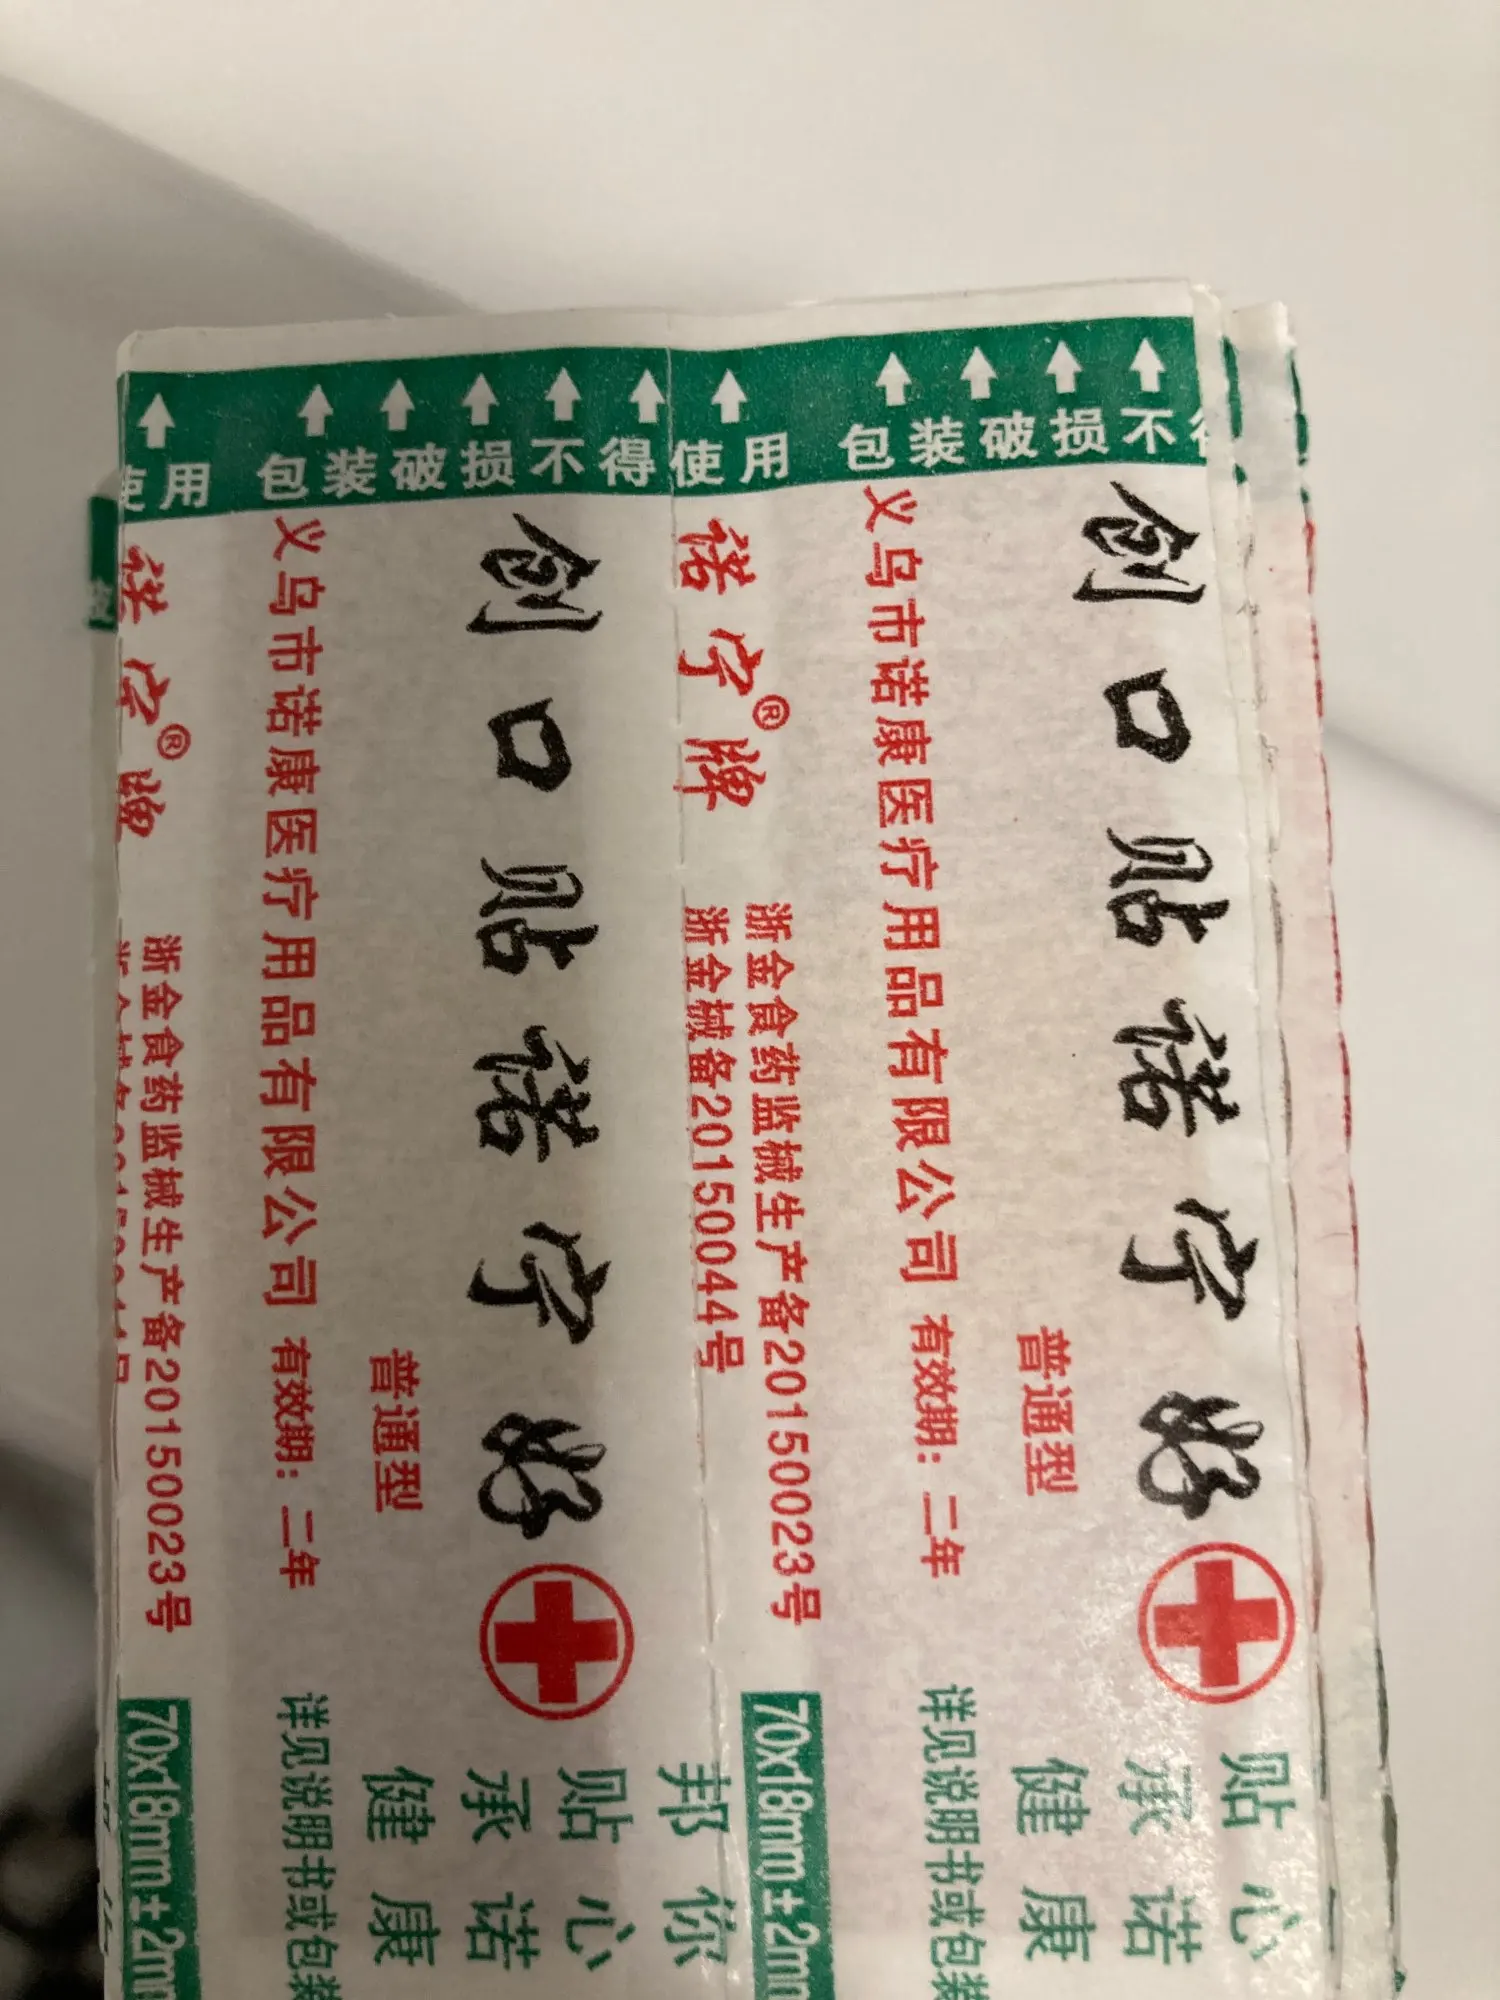 使用 包装破损不得使用 包装破损不
诺宁®牌
浙金食药监械生产备20150023号
义乌市诺康医疗用品有限公司 有效期：二年
普通型
创口贴诺宁好
70x18mm±2m
详见说明书或包装
健康
承诺
贴心
邦你
诺宁®牌
浙金食药监械生产备20150023号
浙金械备20150044号
义乌市诺康医疗用品有限公司 有效期：二年
普通型
创口贴诺宁好
70x18mm±2m
详见说明书或包装
健康
承诺
贴心